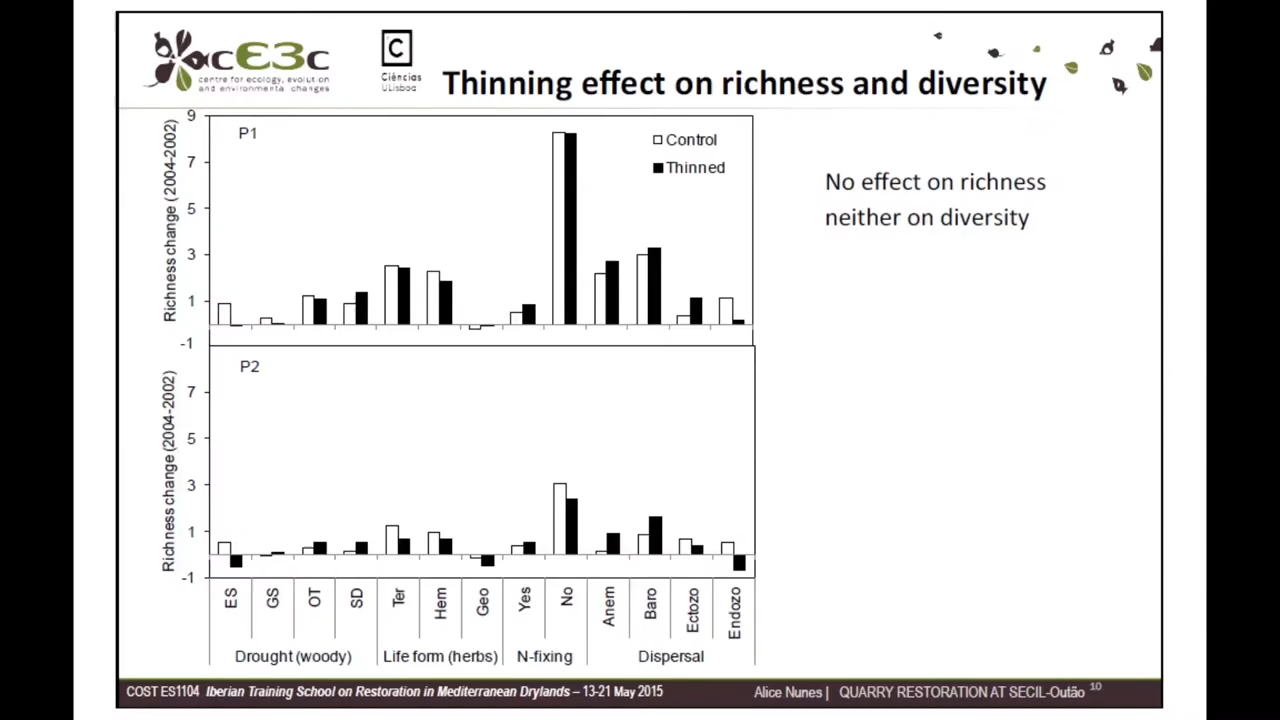 cE3c
centre for ecology, evolution
and environmental changes
C
Ciências
ULisboa
Thinning effect on richness and diversity
Richness change (2004-2002)
9
7
5
3
1
-1
P1
Control
Thinned
No effect on richness
neither on diversity
Richness change (2004-2002)
7
5
3
1
-1
P2
ES GS OT SD Ter Hem Geo Yes No Anem Baro Ectozo Endozo
Drought (woody) Life form (herbs) N-fixing Dispersal
COST ES1104 Iberian Training School on Restoration in Mediterranean Drylands – 13-21 May 2015
Alice Nunes | QUARRY RESTORATION AT SECIL-Outão 10